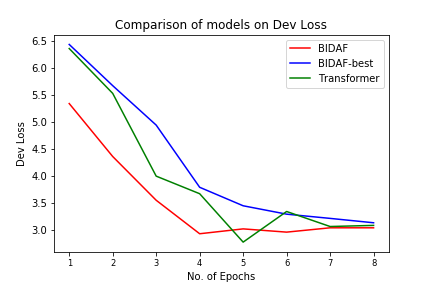 Comparison of models on Dev Loss
6.5
6.0
5.5
5.0
4.5
4.0
3.5
3.0
Dev Loss
BIDAF
BIDAF-best
Transformer
1 2 3 4 5 6 7 8
No. of Epochs